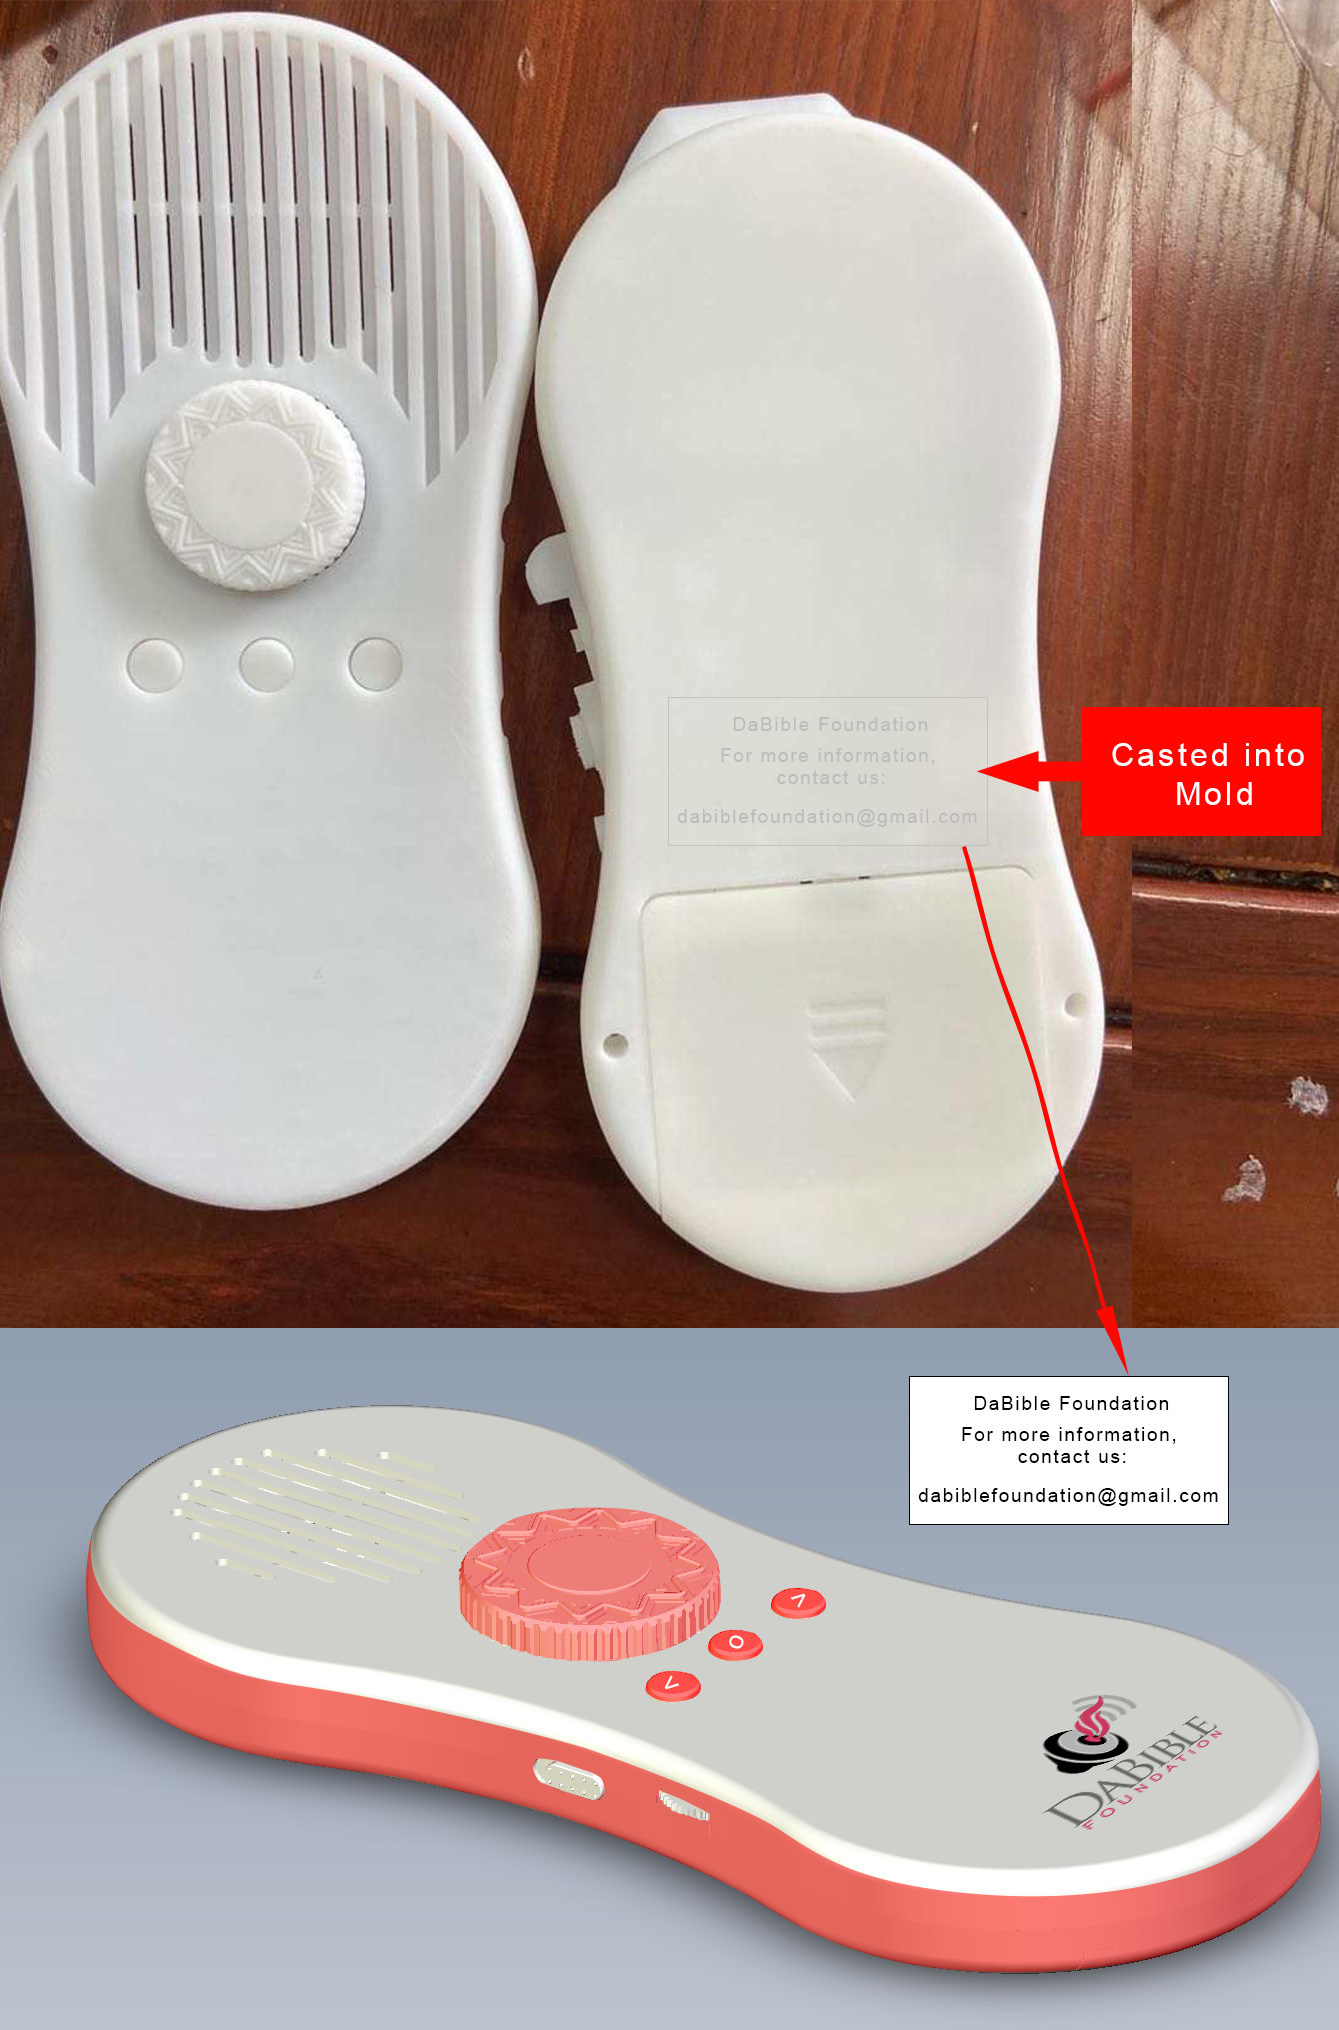 DaBible Foundation
For more information,
contact us:
dabiblefoundation@gmail.com
Casted into
Mold
DaBible Foundation
For more information,
contact us:
dabiblefoundation@gmail.com
DABIBLE
FOUNDATION